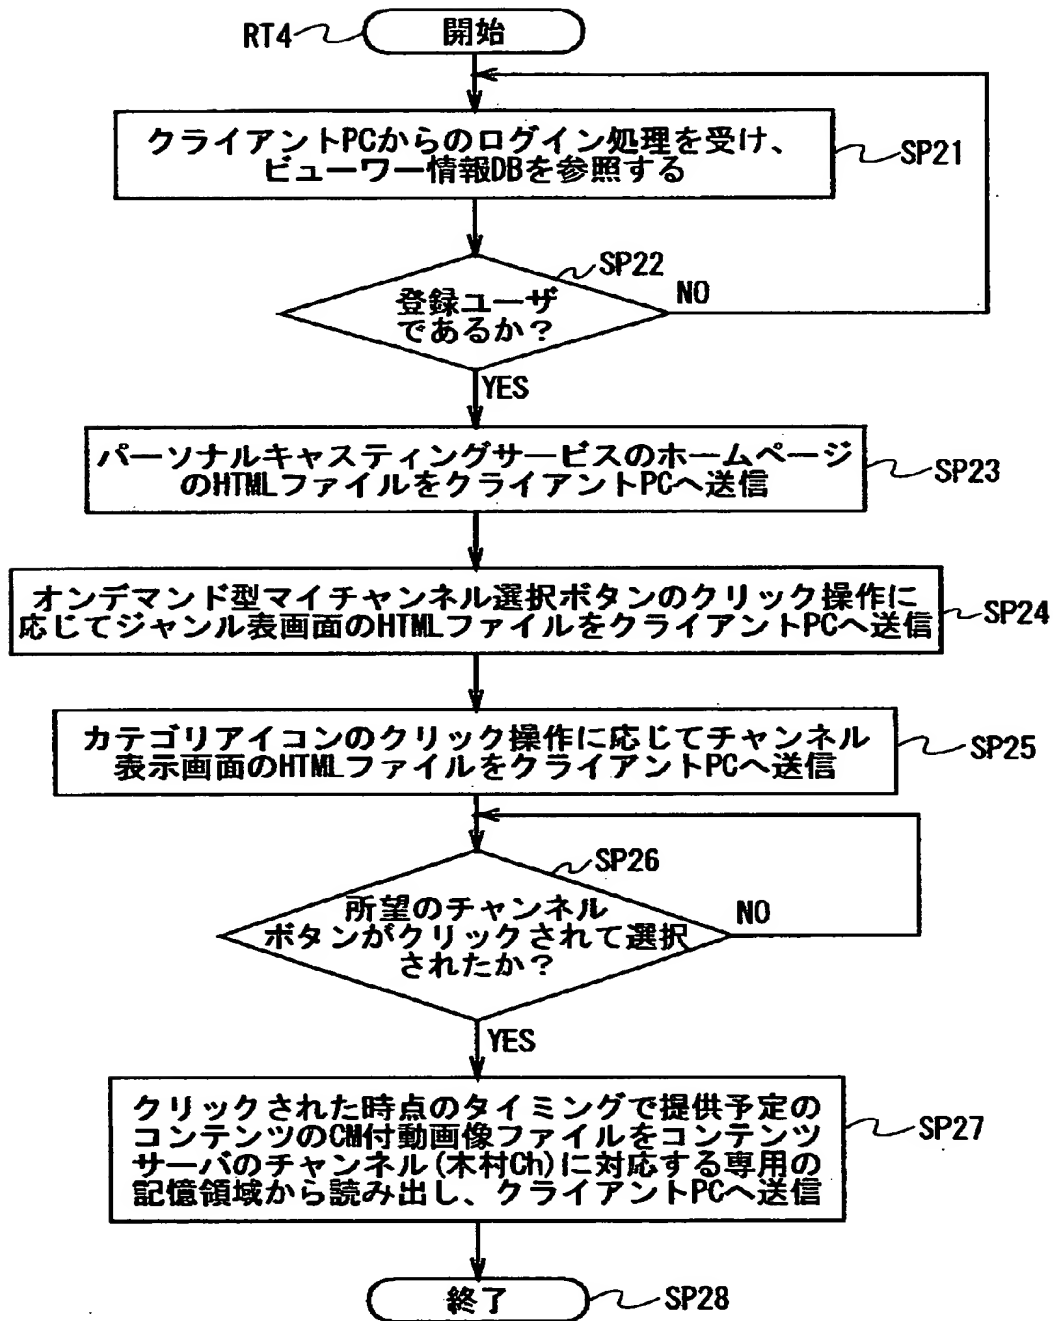 RT4
開始
クライアントPCからのログイン処理を受け、
ビューワー情報DBを参照する
SP21
SP22
登録ユーザ
であるか?
NO
YES
パーソナルキャスティングサービスのホームページ
のHTMLファイルをクライアントPCへ送信
SP23
オンデマンド型マイチャンネル選択ボタンのクリック操作に
応じてジャンル表画面のHTMLファイルをクライアントPCへ送信
SP24
カテゴリアイコンのクリック操作に応じてチャンネル
表示画面のHTMLファイルをクライアントPCへ送信
SP25
SP26
所望のチャンネル
ボタンがクリックされて選択
されたか?
NO
YES
クリックされた時点のタイミングで提供予定の
コンテンツのCM付動画像ファイルをコンテンツ
サーバのチャンネル(木村Ch)に対応する専用の
記憶領域から読み出し、クライアントPCへ送信
SP27
終了
SP28